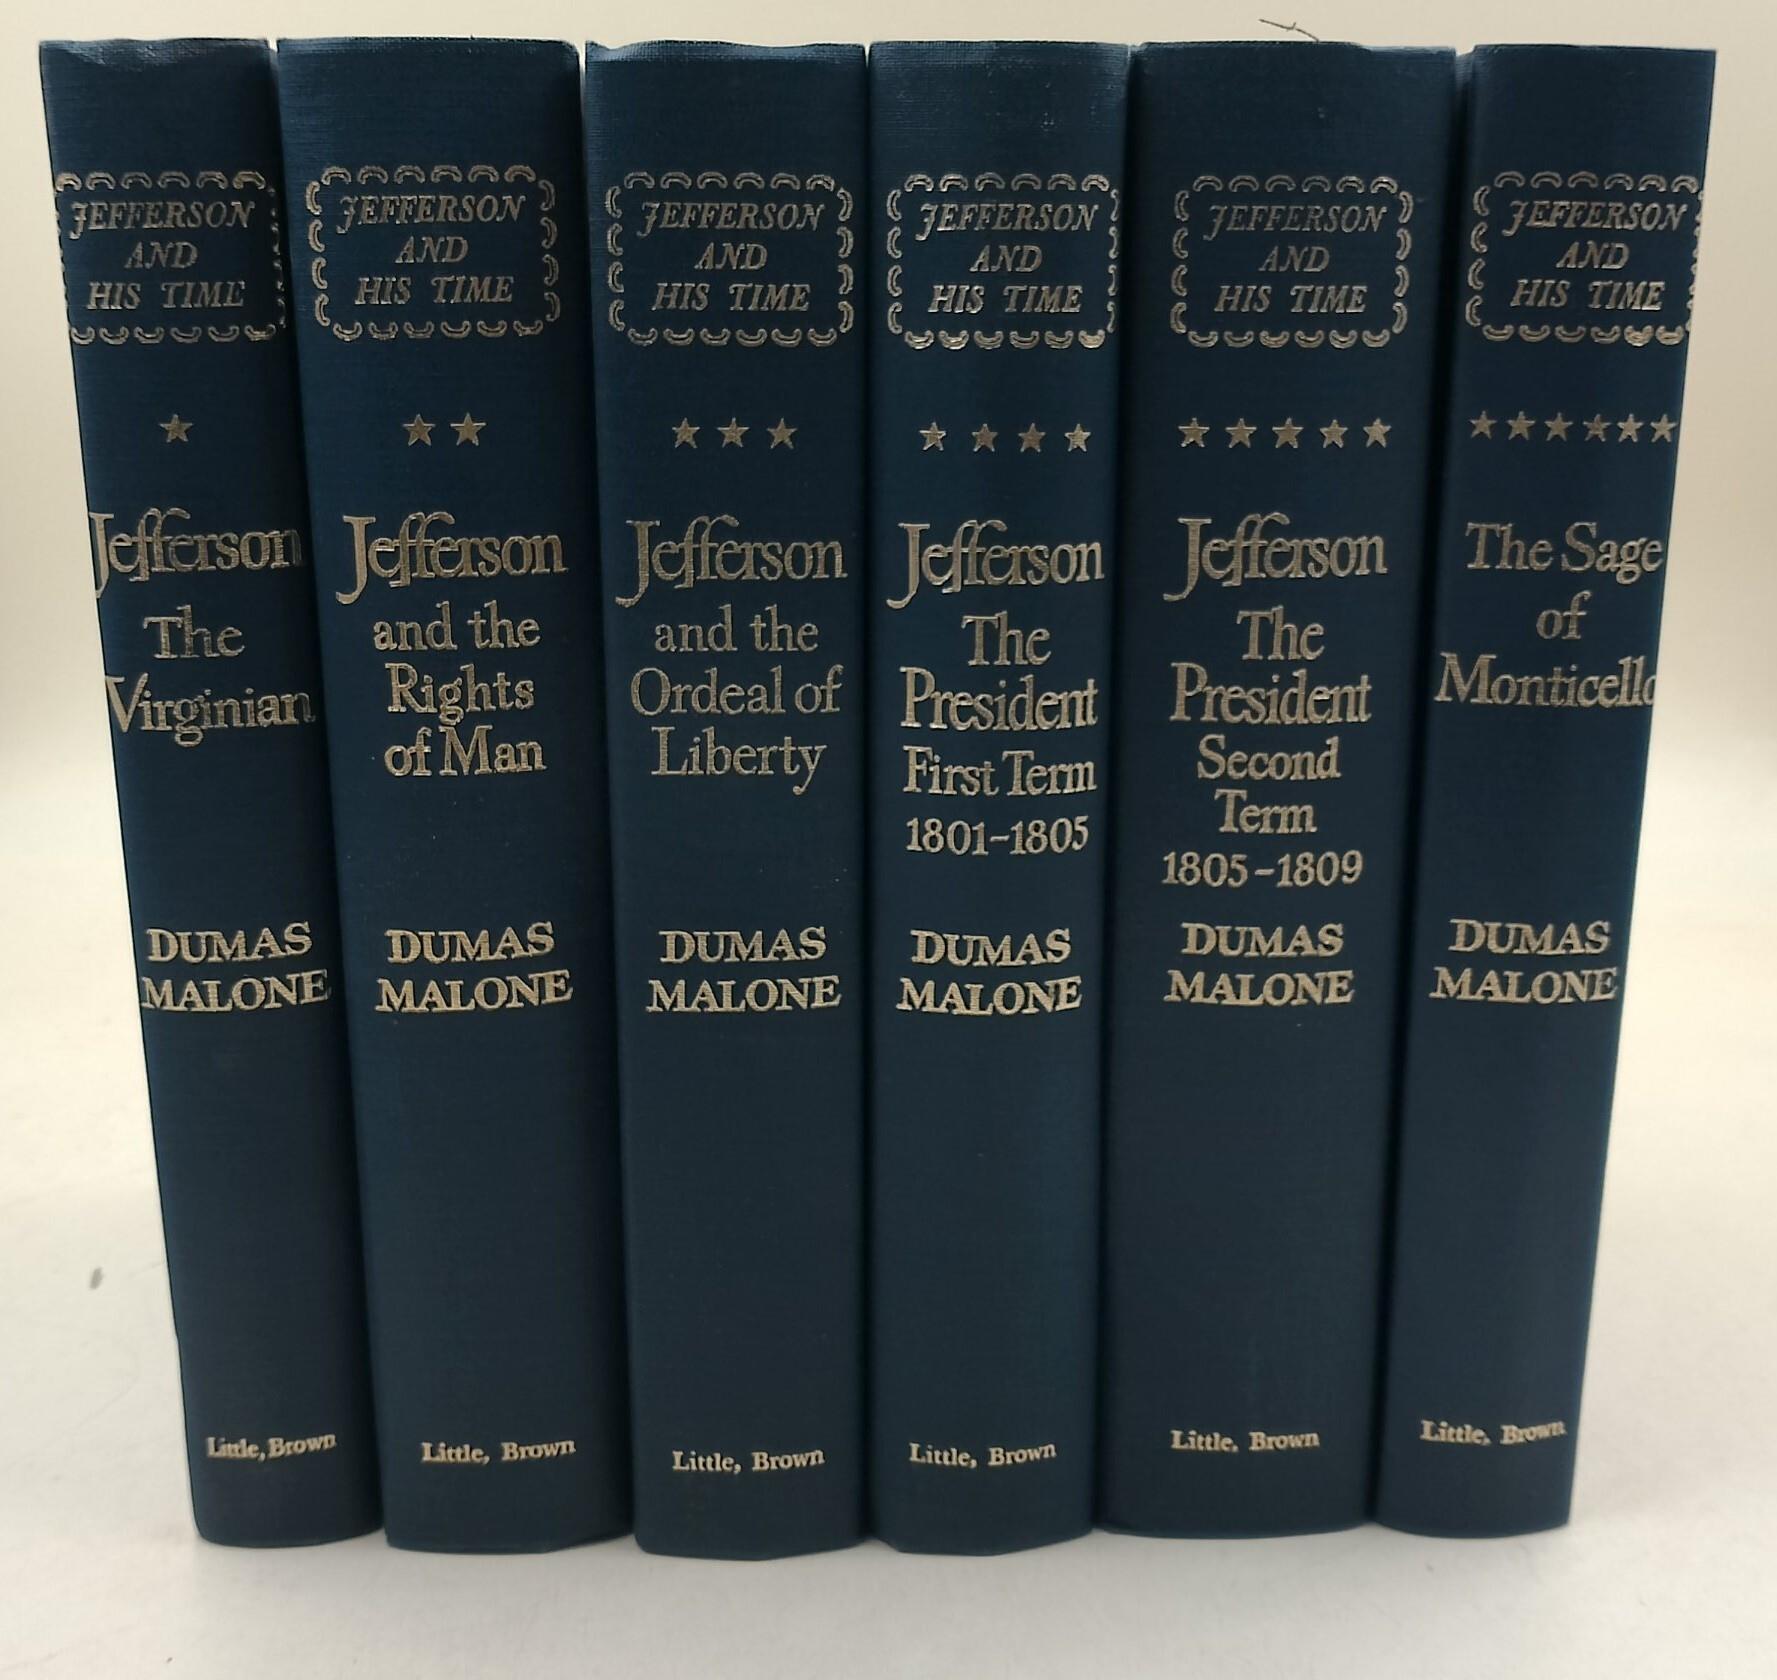 JEFFERSON
AND
HIS TIME
Jefferson
The
Virginian
DUMAS
MALONE
Little, Brown
JEFFERSON
AND
HIS TIME
Jefferson
and the
Rights
of Man
DUMAS
MALONE
Little, Brown
JEFFERSON
AND
HIS TIME
Jefferson
and the
Ordeal of
Liberty
DUMAS
MALONE
Little, Brown
JEFFERSON
AND
HIS TIME
Jefferson
The
President
First Term
1801-1805
DUMAS
MALONE
Little, Brown
JEFFERSON
AND
HIS TIME
Jefferson
The
President
Second
Term
1805-1809
DUMAS
MALONE
Little, Brown
JEFFERSON
AND
HIS TIME
The Sage
of
Monticello
DUMAS
MALONE
Little, Brown